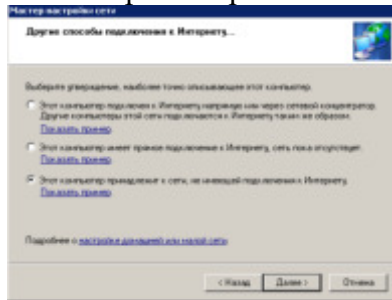 Мастер настройки сети
Другие способы подключения к Интернету...
Выберите утверждение, наиболее точно описывающее этот компьютер.
Этот компьютер подключен к Интернету напрямую или через сетевой концентратор.
Другие компьютеры этой сети подключаются к Интернету таким же образом.
Показать пример.
Этот компьютер имеет прямое подключение к Интернету, сеть пока отсутствует.
Показать пример.
Этот компьютер принадлежит к сети, не имеющей подключения к Интернету.
Показать пример.
Подробнее о настройке домашней или малой сети.
< Назад Далее > Отмена